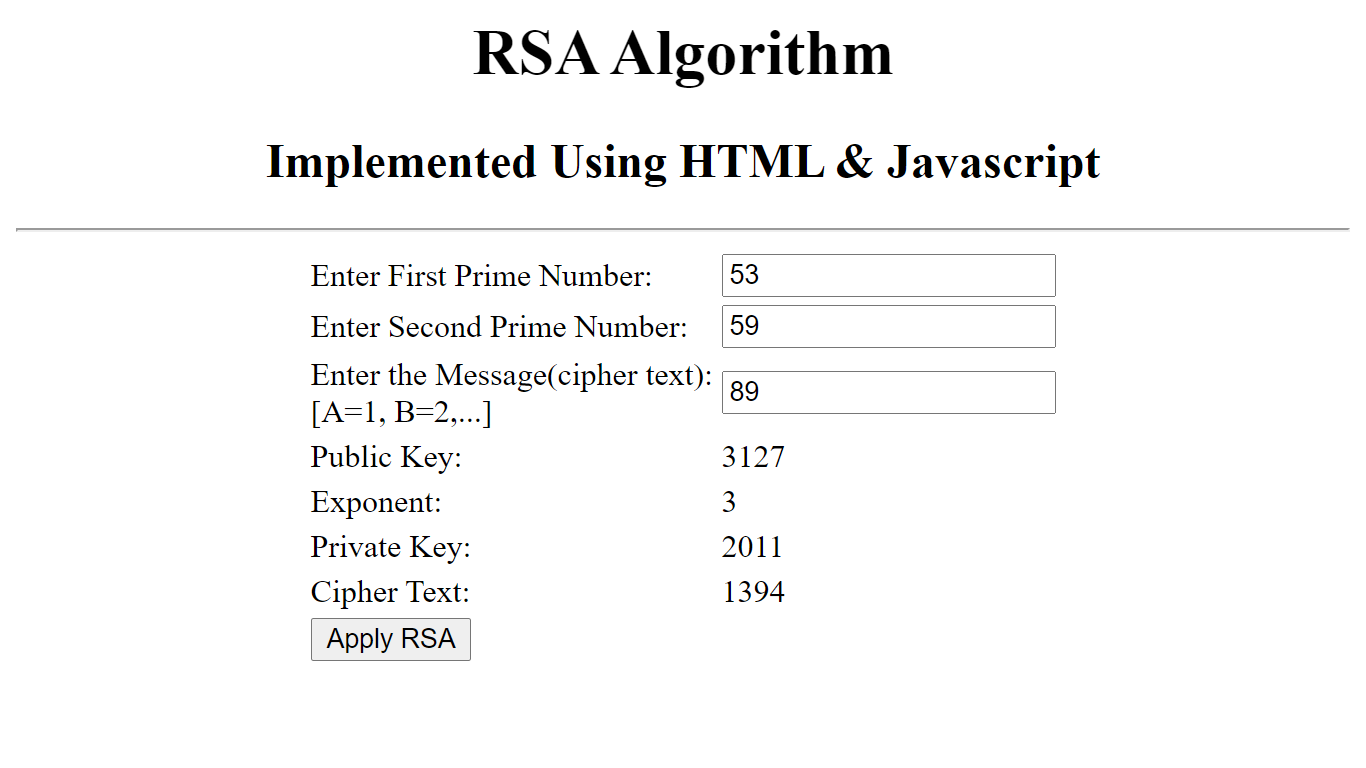 RSA Algorithm
Implemented Using HTML & Javascript
Enter First Prime Number: 53
Enter Second Prime Number: 59
Enter the Message(cipher text):
[A=1, B=2,...] 89
Public Key: 3127
Exponent: 3
Private Key: 2011
Cipher Text: 1394
Apply RSA